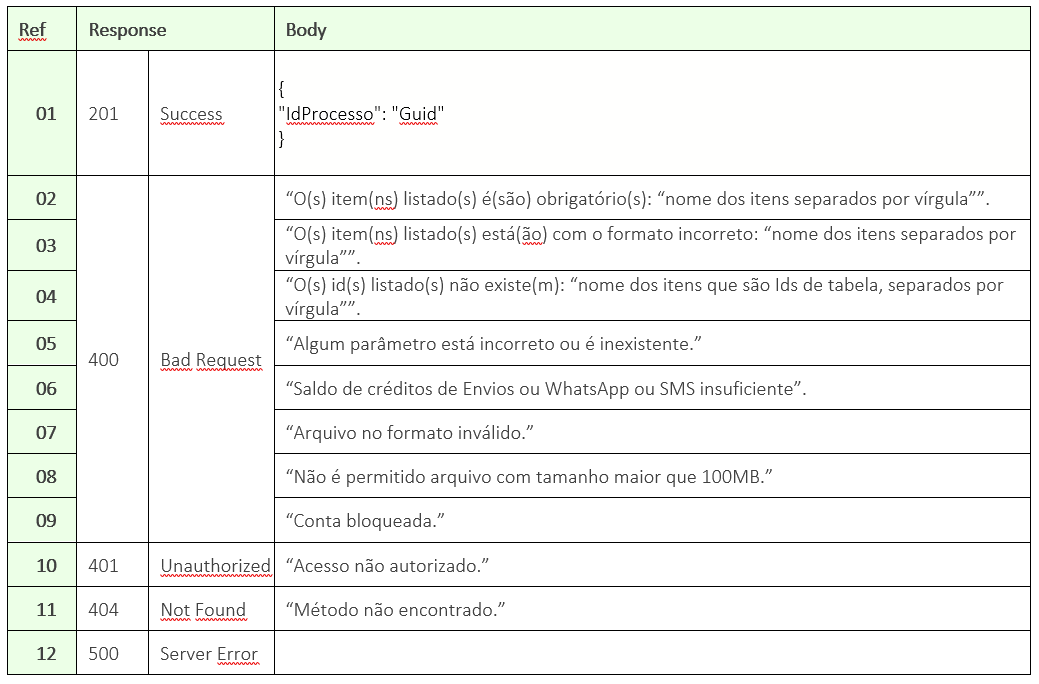 Ref Response Body
01 201 Success
{
"IdProcesso": "Guid"
}
02 “O(s) item(ns) listado(s) é(são) obrigatório(s): “nome dos itens separados por vírgula””.
03 “O(s) item(ns) listado(s) está(ão) com o formato incorreto: “nome dos itens separados por
vírgula””.
04 “O(s) id(s) listado(s) não existe(m): “nome dos itens que são Ids de tabela, separados por
vírgula””.
05 “Algum parâmetro está incorreto ou é inexistente.”
400 Bad Request
06 “Saldo de créditos de Envios ou WhatsApp ou SMS insuficiente”.
07 “Arquivo no formato inválido.”
08 “Não é permitido arquivo com tamanho maior que 100MB.”
09 “Conta bloqueada.”
10 401 Unauthorized “Acesso não autorizado.”
11 404 Not Found “Método não encontrado.”
12 500 Server Error